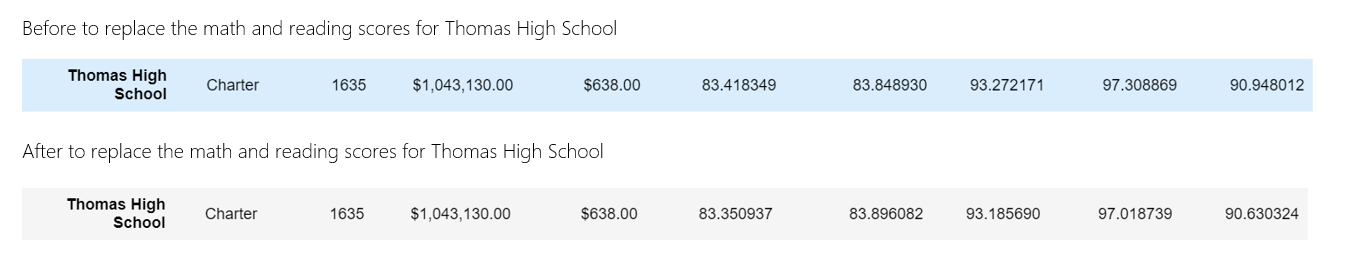 Before to replace the math and reading scores for Thomas High School
Thomas High
School Charter 1635 $1,043,130.00 $638.00 83.418349 83.848930 93.272171 97.308869 90.948012
After to replace the math and reading scores for Thomas High School
Thomas High
School Charter 1635 $1,043,130.00 $638.00 83.350937 83.896082 93.185690 97.018739 90.630324